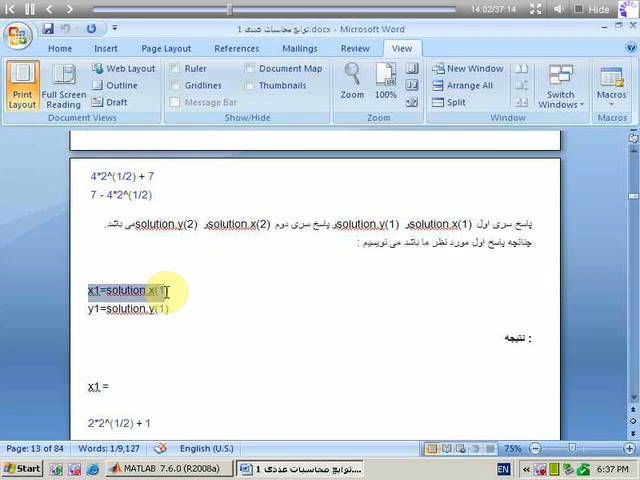 14:02/37:14
Hide
توابع محاسبات عددی 1.docx - Microsoft Word
Home Insert Page Layout References Mailings Review View
Print Layout
Full Screen Reading
Web Layout
Outline
Draft
Document Views
Ruler
Gridlines
Message Bar
Document Map
Thumbnails
Show/Hide
Zoom
100%
Zoom
New Window
Arrange All
Split
Switch Windows
Window
Macros
Macros
4*2^(1/2) + 7
7 - 4*2^(1/2)
پاسخ سری اول solution.x(1) و solution.y(1) و پاسخ سری دوم solution.x(2) و solution.y(2) می باشد.
چنانچه پاسخ اول مورد نظر ما باشد می نویسیم :
x1=solution.x(1)
y1=solution.y(1)
نتیجه :
x1 =
2*2^(1/2) + 1
Page: 13 of 84 Words: 1/9,127 English (U.S.) 75%
Start MATLAB 7.6.0 (R2008a) توابع محاسبات عددی 1.... EN 6:37 PM